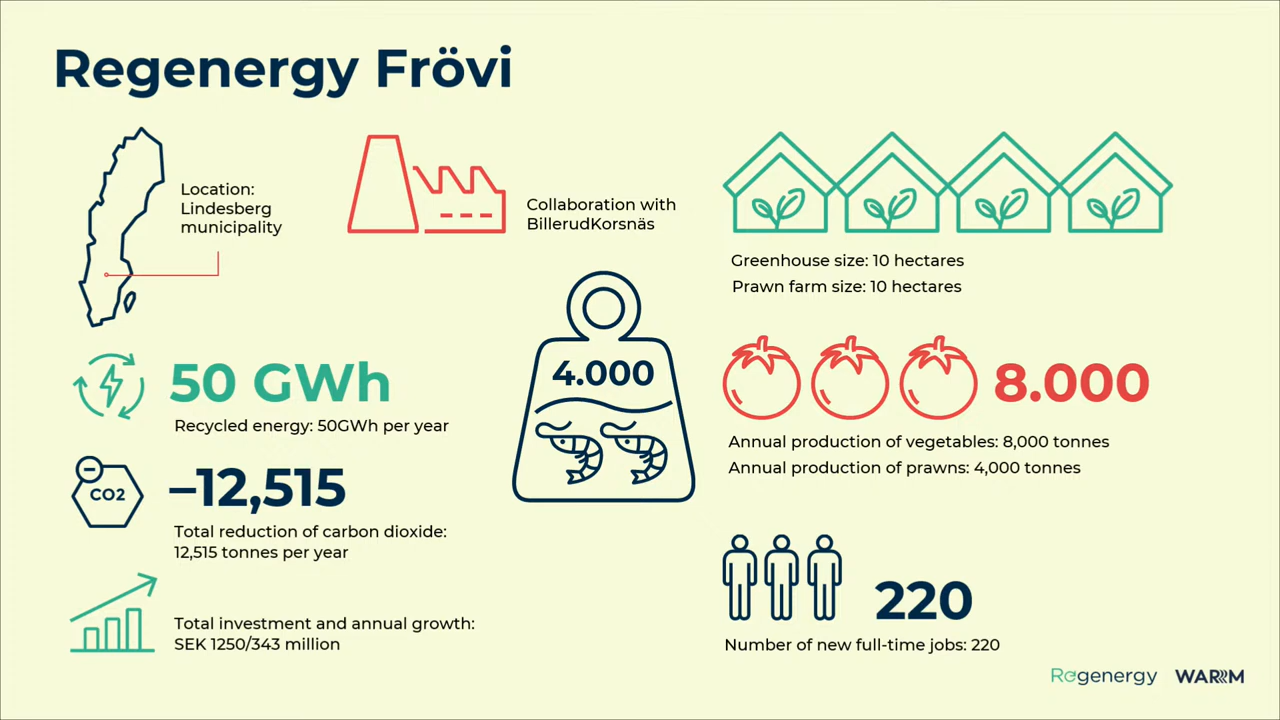 Regenergy Frövi
Location:
Lindesberg
municipality
Collaboration with
BillerudKorsnäs
Greenhouse size: 10 hectares
Prawn farm size: 10 hectares
50 GWh
Recycled energy: 50GWh per year
4.000
8.000
Annual production of vegetables: 8,000 tonnes
Annual production of prawns: 4,000 tonnes
CO2
–12,515
Total reduction of carbon dioxide:
12,515 tonnes per year
Total investment and annual growth:
SEK 1250/343 million
220
Number of new full-time jobs: 220
Regenergy WARM